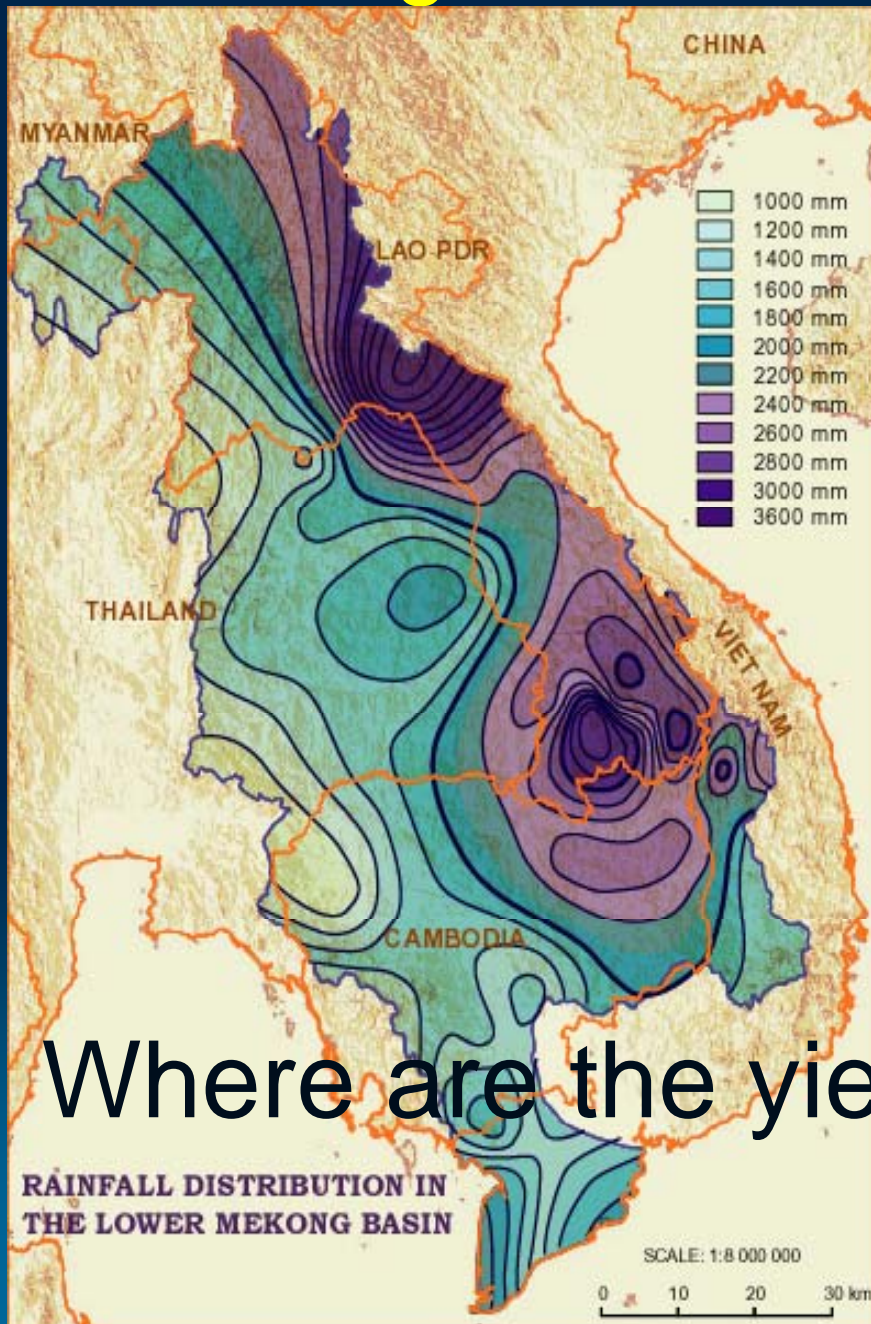 CHINA
MYANMAR
LAO PDR
1000 mm
1200 mm
1400 mm
1600 mm
1800 mm
2000 mm
2200 mm
2400 mm
2600 mm
2800 mm
3000 mm
3600 mm
THAILAND
VIET NAM
CAMBODIA
Where are the yie
RAINFALL DISTRIBUTION IN
THE LOWER MEKONG BASIN
SCALE: 1:8 000 000
0 10 20 30 km